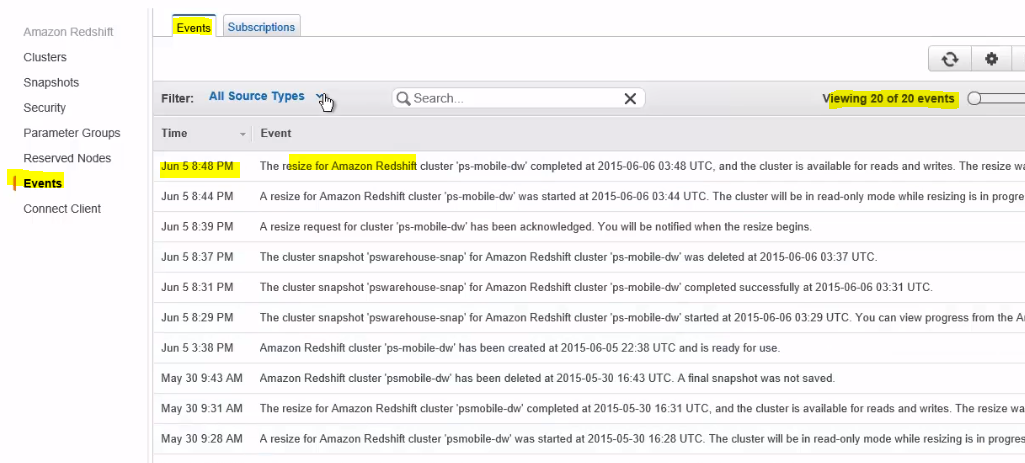 Amazon Redshift
Clusters
Snapshots
Security
Parameter Groups
Reserved Nodes
Events
Connect Client
Events Subscriptions
Filter: All Source Types Search... Viewing 20 of 20 events
Time Event
Jun 5 8:48 PM The resize for Amazon Redshift cluster 'ps-mobile-dw' completed at 2015-06-06 03:48 UTC, and the cluster is available for reads and writes. The resize wa
Jun 5 8:44 PM A resize for Amazon Redshift cluster 'ps-mobile-dw' was started at 2015-06-06 03:44 UTC. The cluster will be in read-only mode while resizing is in progre
Jun 5 8:39 PM A resize request for cluster 'ps-mobile-dw' has been acknowledged. You will be notified when the resize begins.
Jun 5 8:37 PM The cluster snapshot 'pswarehouse-snap' for Amazon Redshift cluster 'ps-mobile-dw' was deleted at 2015-06-06 03:37 UTC.
Jun 5 8:31 PM The cluster snapshot 'pswarehouse-snap' for Amazon Redshift cluster 'ps-mobile-dw' completed successfully at 2015-06-06 03:31 UTC.
Jun 5 8:29 PM The cluster snapshot 'pswarehouse-snap' for Amazon Redshift cluster 'ps-mobile-dw' started at 2015-06-06 03:29 UTC. You can view progress from the A
Jun 5 3:38 PM Amazon Redshift cluster 'ps-mobile-dw' has been created at 2015-06-05 22:38 UTC and is ready for use.
May 30 9:43 AM Amazon Redshift cluster 'psmobile-dw' has been deleted at 2015-05-30 16:43 UTC. A final snapshot was not saved.
May 30 9:31 AM The resize for Amazon Redshift cluster 'psmobile-dw' completed at 2015-05-30 16:31 UTC, and the cluster is available for reads and writes. The resize wa
May 30 9:28 AM A resize for Amazon Redshift cluster 'psmobile-dw' was started at 2015-05-30 16:28 UTC. The cluster will be in read-only mode while resizing is in progres